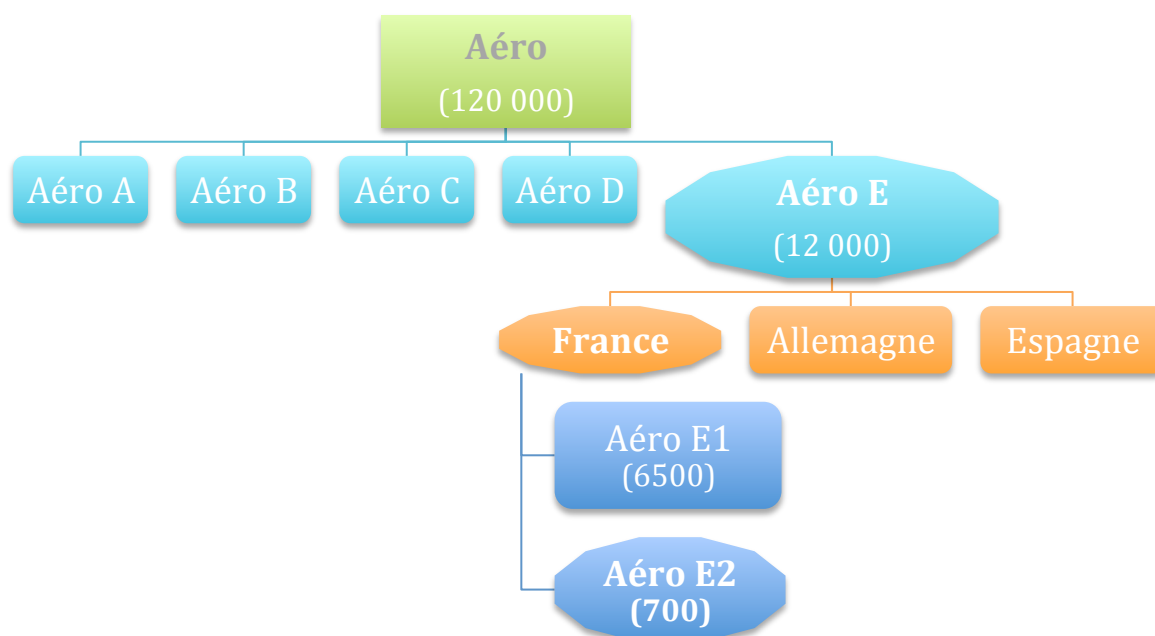 Aéro
(120 000)
Aéro A
Aéro B
Aéro C
Aéro D
Aéro E
(12 000)
France
Allemagne
Espagne
Aéro E1
(6500)
Aéro E2
(700)